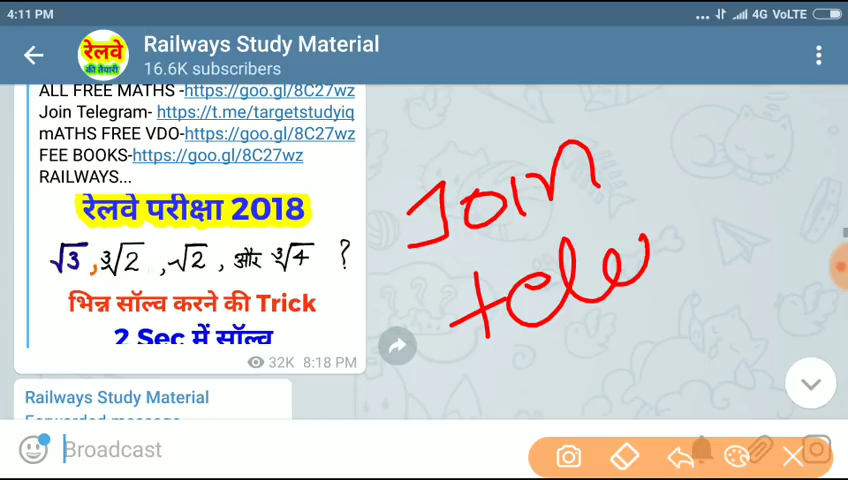 4:11 PM
... 4G VoLTE
रेलवे
की तैयारी
Railways Study Material
16.6K subscribers
ALL FREE MATHS -https://goo.gl/8C27wz
Join Telegram- https://t.me/targetstudyiq
mATHS FREE VDO-https://goo.gl/8C27wz
FEE BOOKS-https://goo.gl/8C27wz
RAILWAYS...
रेलवे परीक्षा 2018
√3, ∛2, √2, और ∛4 ?
भिन्न सॉल्व करने की Trick
2 Sec में सॉल्व
32K 8:18 PM
Join
tele
Railways Study Material
Forwarded message
Broadcast